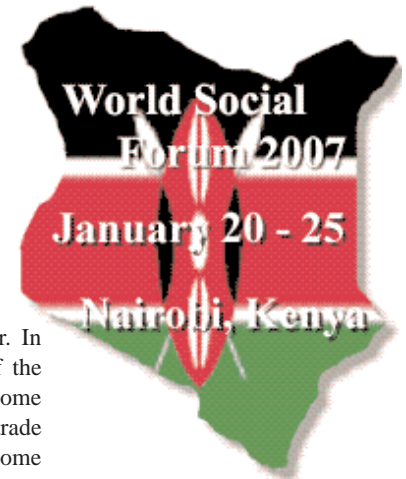 World Social
Forum 2007
January 20 - 25
Nairobi, Kenya
r. In
f the
ome
rade
ome